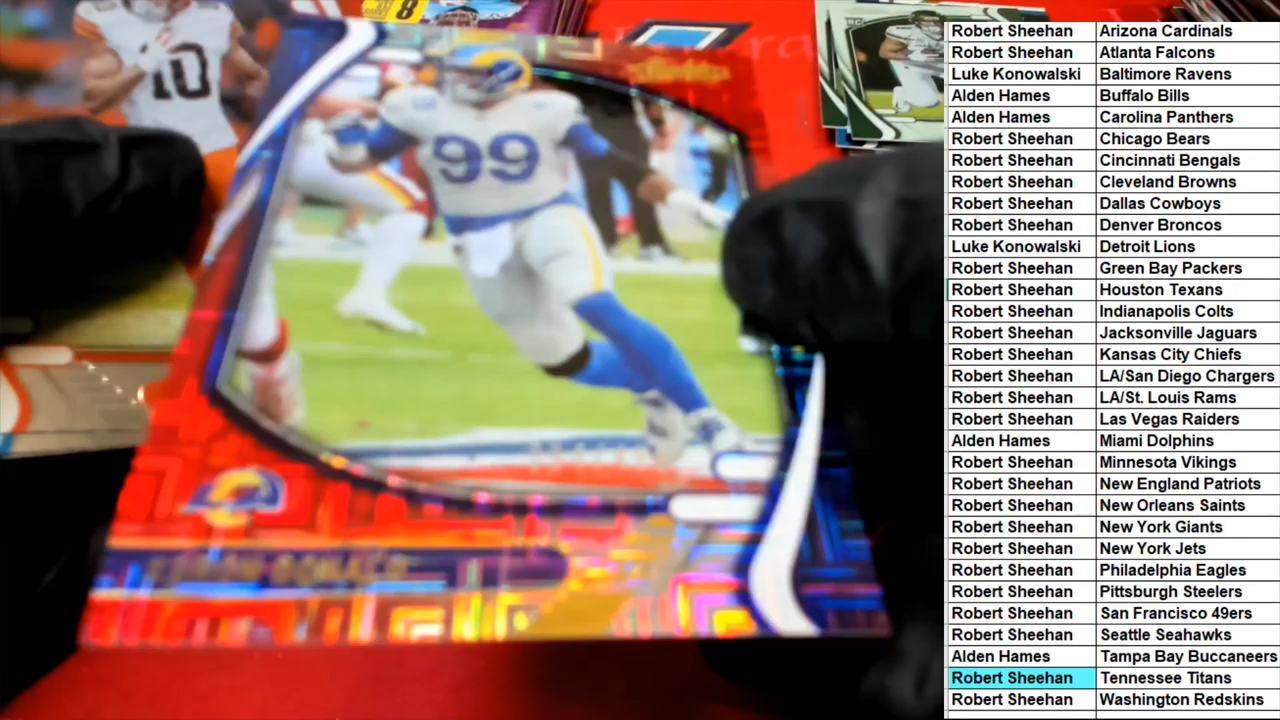 8
10
RC
99
Robert Sheehan Arizona Cardinals
Robert Sheehan Atlanta Falcons
Luke Konowalski Baltimore Ravens
Alden Hames Buffalo Bills
Alden Hames Carolina Panthers
Robert Sheehan Chicago Bears
Robert Sheehan Cincinnati Bengals
Robert Sheehan Cleveland Browns
Robert Sheehan Dallas Cowboys
Robert Sheehan Denver Broncos
Luke Konowalski Detroit Lions
Robert Sheehan Green Bay Packers
Robert Sheehan Houston Texans
Robert Sheehan Indianapolis Colts
Robert Sheehan Jacksonville Jaguars
Robert Sheehan Kansas City Chiefs
Robert Sheehan LA/San Diego Chargers
Robert Sheehan LA/St. Louis Rams
Robert Sheehan Las Vegas Raiders
Alden Hames Miami Dolphins
Robert Sheehan Minnesota Vikings
Robert Sheehan New England Patriots
Robert Sheehan New Orleans Saints
Robert Sheehan New York Giants
Robert Sheehan New York Jets
Robert Sheehan Philadelphia Eagles
Robert Sheehan Pittsburgh Steelers
Robert Sheehan San Francisco 49ers
Robert Sheehan Seattle Seahawks
Alden Hames Tampa Bay Buccaneers
Robert Sheehan Tennessee Titans
Robert Sheehan Washington Redskins